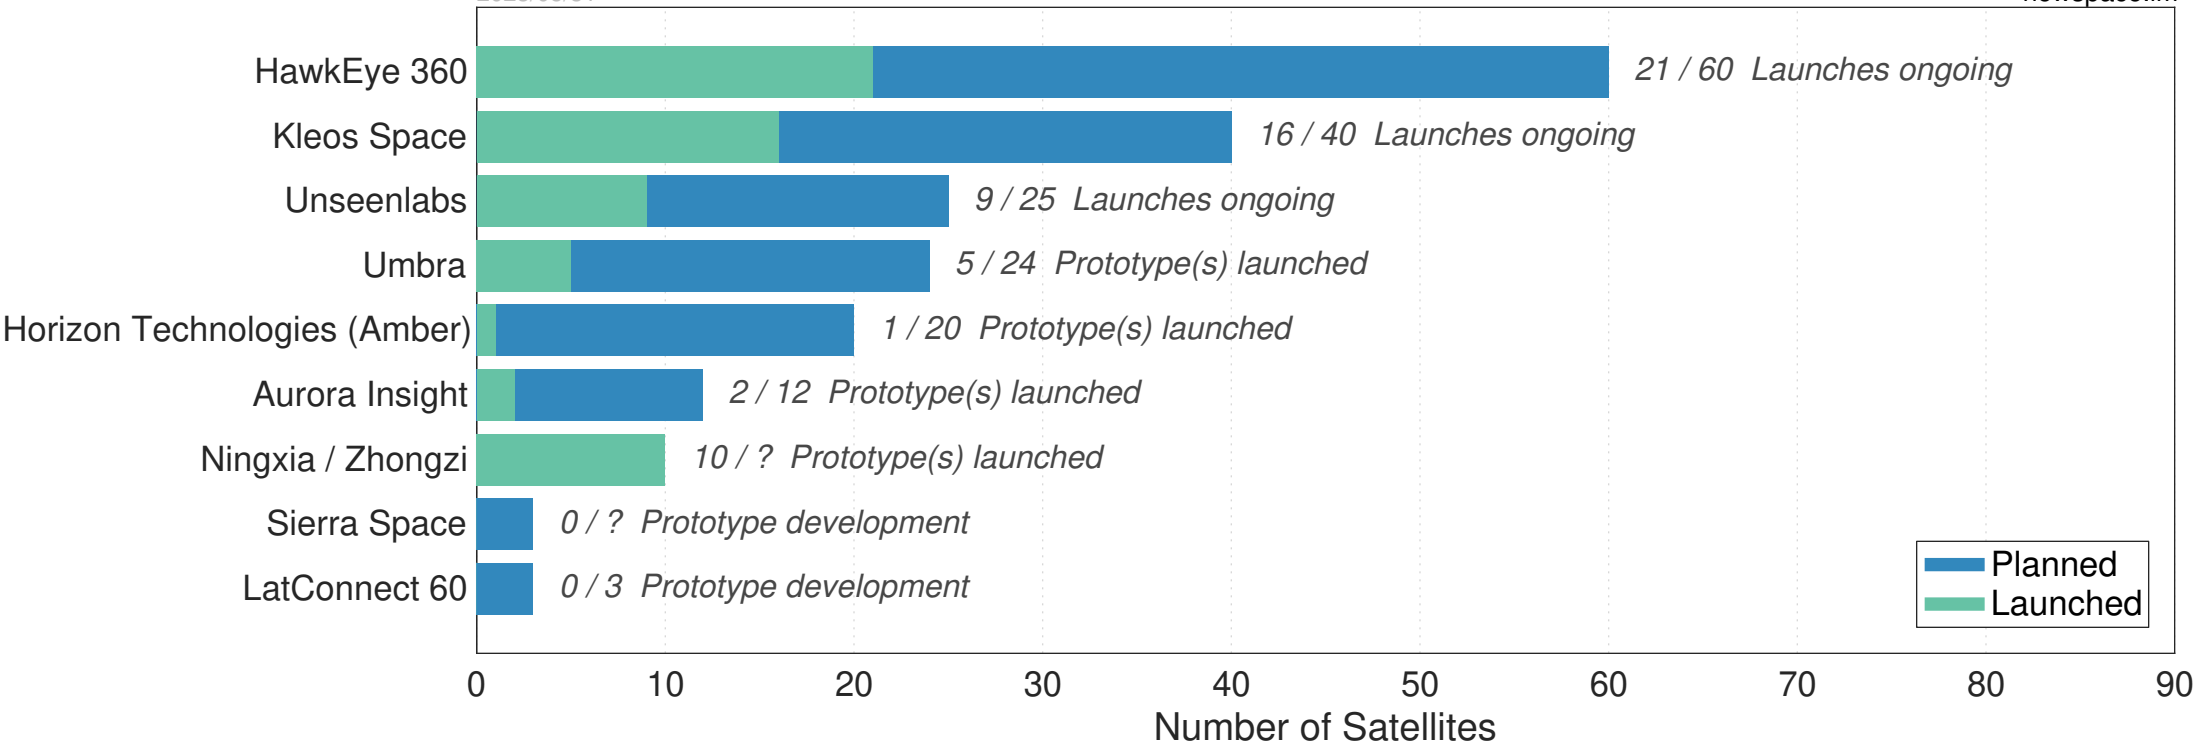 HawkEye 360
21 / 60 Launches ongoing
Kleos Space
16 / 40 Launches ongoing
Unseenlabs
9 / 25 Launches ongoing
Umbra
5 / 24 Prototype(s) launched
Horizon Technologies (Amber)
1 / 20 Prototype(s) launched
Aurora Insight
2 / 12 Prototype(s) launched
Ningxia / Zhongzi
10 / ? Prototype(s) launched
Sierra Space
0 / ? Prototype development
LatConnect 60
0 / 3 Prototype development
Planned
Launched
0 10 20 30 40 50 60 70 80 90
Number of Satellites